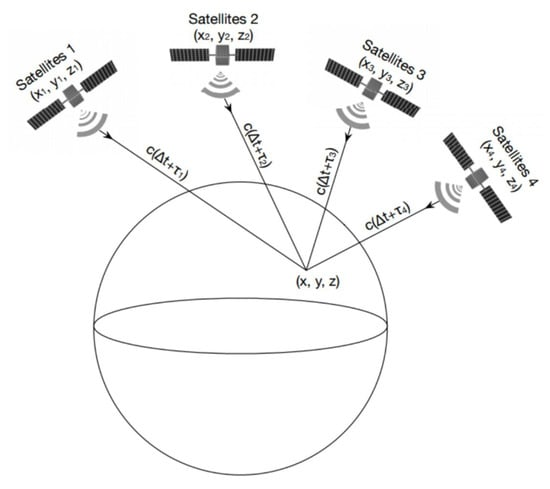 Satellites 1
(x₁, y₁, z₁)
Satellites 2
(x₂, y₂, z₂)
Satellites 3
(x₃, y₃, z₃)
Satellites 4
(x₄, y₄, z₄)
c(Δt+τ₁)
c(Δt+τ₂)
c(Δt+τ₃)
c(Δt+τ₄)
(x, y, z)